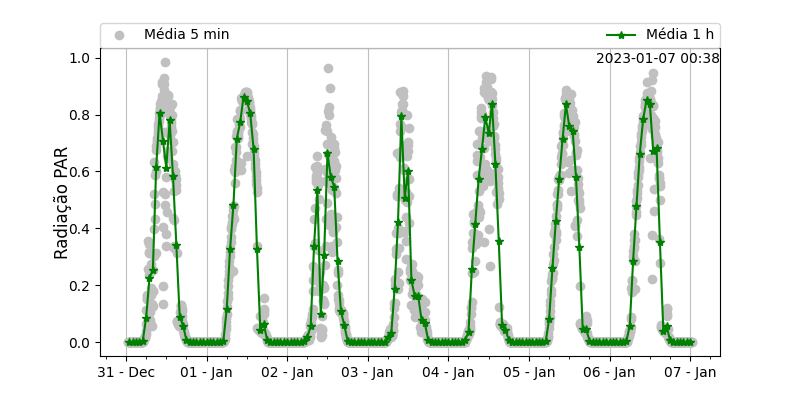 Média 5 min
Média 1 h
2023-01-07 00:38
Radiação PAR
1.0
0.8
0.6
0.4
0.2
0.0
31 - Dec 01 - Jan 02 - Jan 03 - Jan 04 - Jan 05 - Jan 06 - Jan 07 - Jan